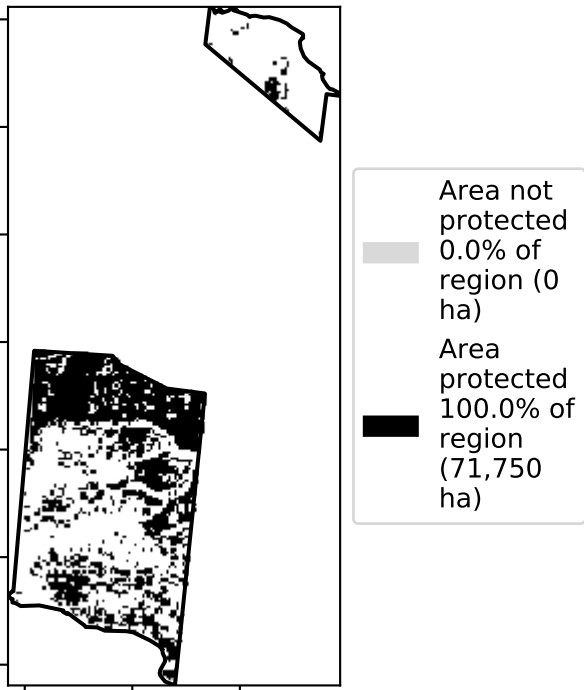 Area not
protected
0.0% of
region (0
ha)
Area
protected
100.0% of
region
(71,750
ha)